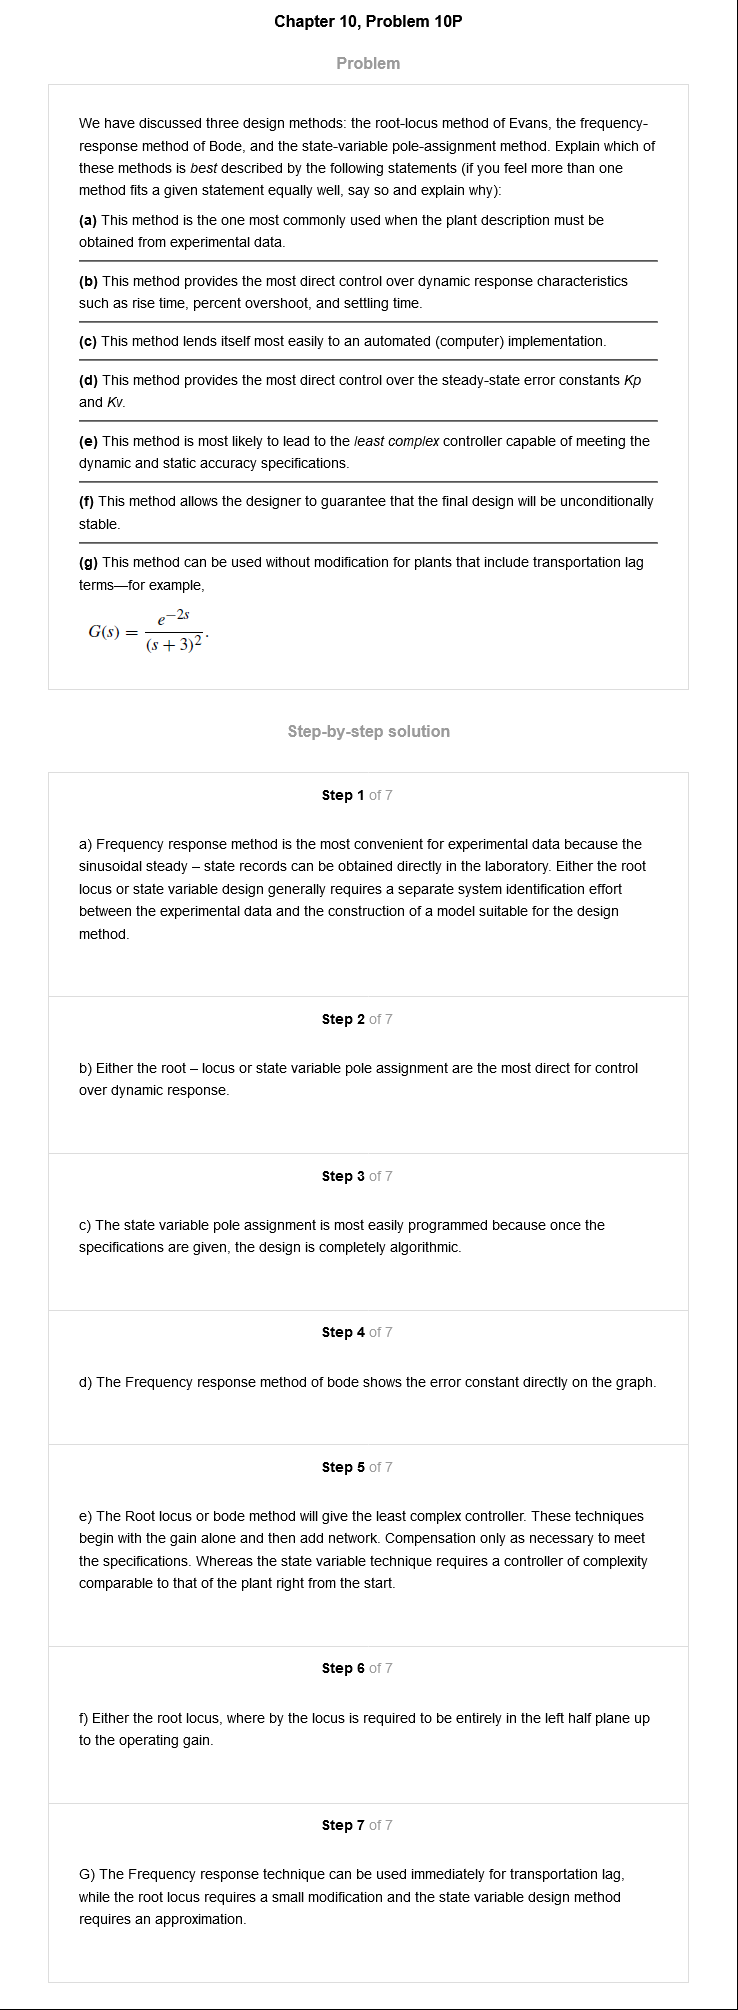 Chapter 10, Problem 10P
Problem
We have discussed three design methods: the root-locus method of Evans, the frequency-
response method of Bode, and the state-variable pole-assignment method. Explain which of
these methods is best described by the following statements (if you feel more than one
method fits a given statement equally well, say so and explain why):
(a) This method is the one most commonly used when the plant description must be
obtained from experimental data.
(b) This method provides the most direct control over dynamic response characteristics
such as rise time, percent overshoot, and settling time.
(c) This method lends itself most easily to an automated (computer) implementation.
(d) This method provides the most direct control over the steady-state error constants Kp
and Kv.
(e) This method is most likely to lead to the least complex controller capable of meeting the
dynamic and static accuracy specifications.
(f) This method allows the designer to guarantee that the final design will be unconditionally
stable.
(g) This method can be used without modification for plants that include transportation lag
terms—for example,
G(s) = e^{-2s} / (s + 3)^2.
Step-by-step solution
Step 1 of 7
a) Frequency response method is the most convenient for experimental data because the
sinusoidal steady – state records can be obtained directly in the laboratory. Either the root
locus or state variable design generally requires a separate system identification effort
between the experimental data and the construction of a model suitable for the design
method.
Step 2 of 7
b) Either the root – locus or state variable pole assignment are the most direct for control
over dynamic response.
Step 3 of 7
c) The state variable pole assignment is most easily programmed because once the
specifications are given, the design is completely algorithmic.
Step 4 of 7
d) The Frequency response method of bode shows the error constant directly on the graph.
Step 5 of 7
e) The Root locus or bode method will give the least complex controller. These techniques
begin with the gain alone and then add network. Compensation only as necessary to meet
the specifications. Whereas the state variable technique requires a controller of complexity
comparable to that of the plant right from the start.
Step 6 of 7
f) Either the root locus, where by the locus is required to be entirely in the left half plane up
to the operating gain.
Step 7 of 7
G) The Frequency response technique can be used immediately for transportation lag,
while the root locus requires a small modification and the state variable design method
requires an approximation.